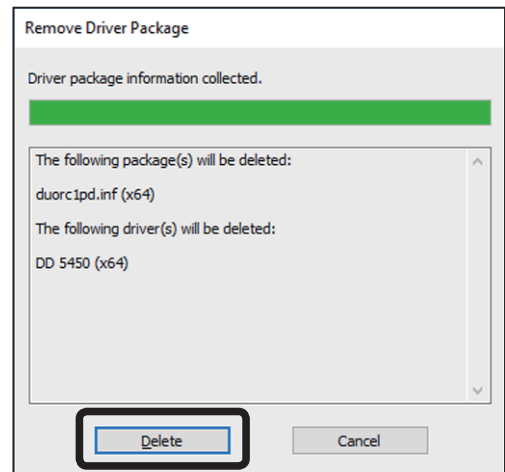 Remove Driver Package
Driver package information collected.
The following package(s) will be deleted:
duorc1pd.inf (x64)
The following driver(s) will be deleted:
DD 5450 (x64)
Delete
Cancel